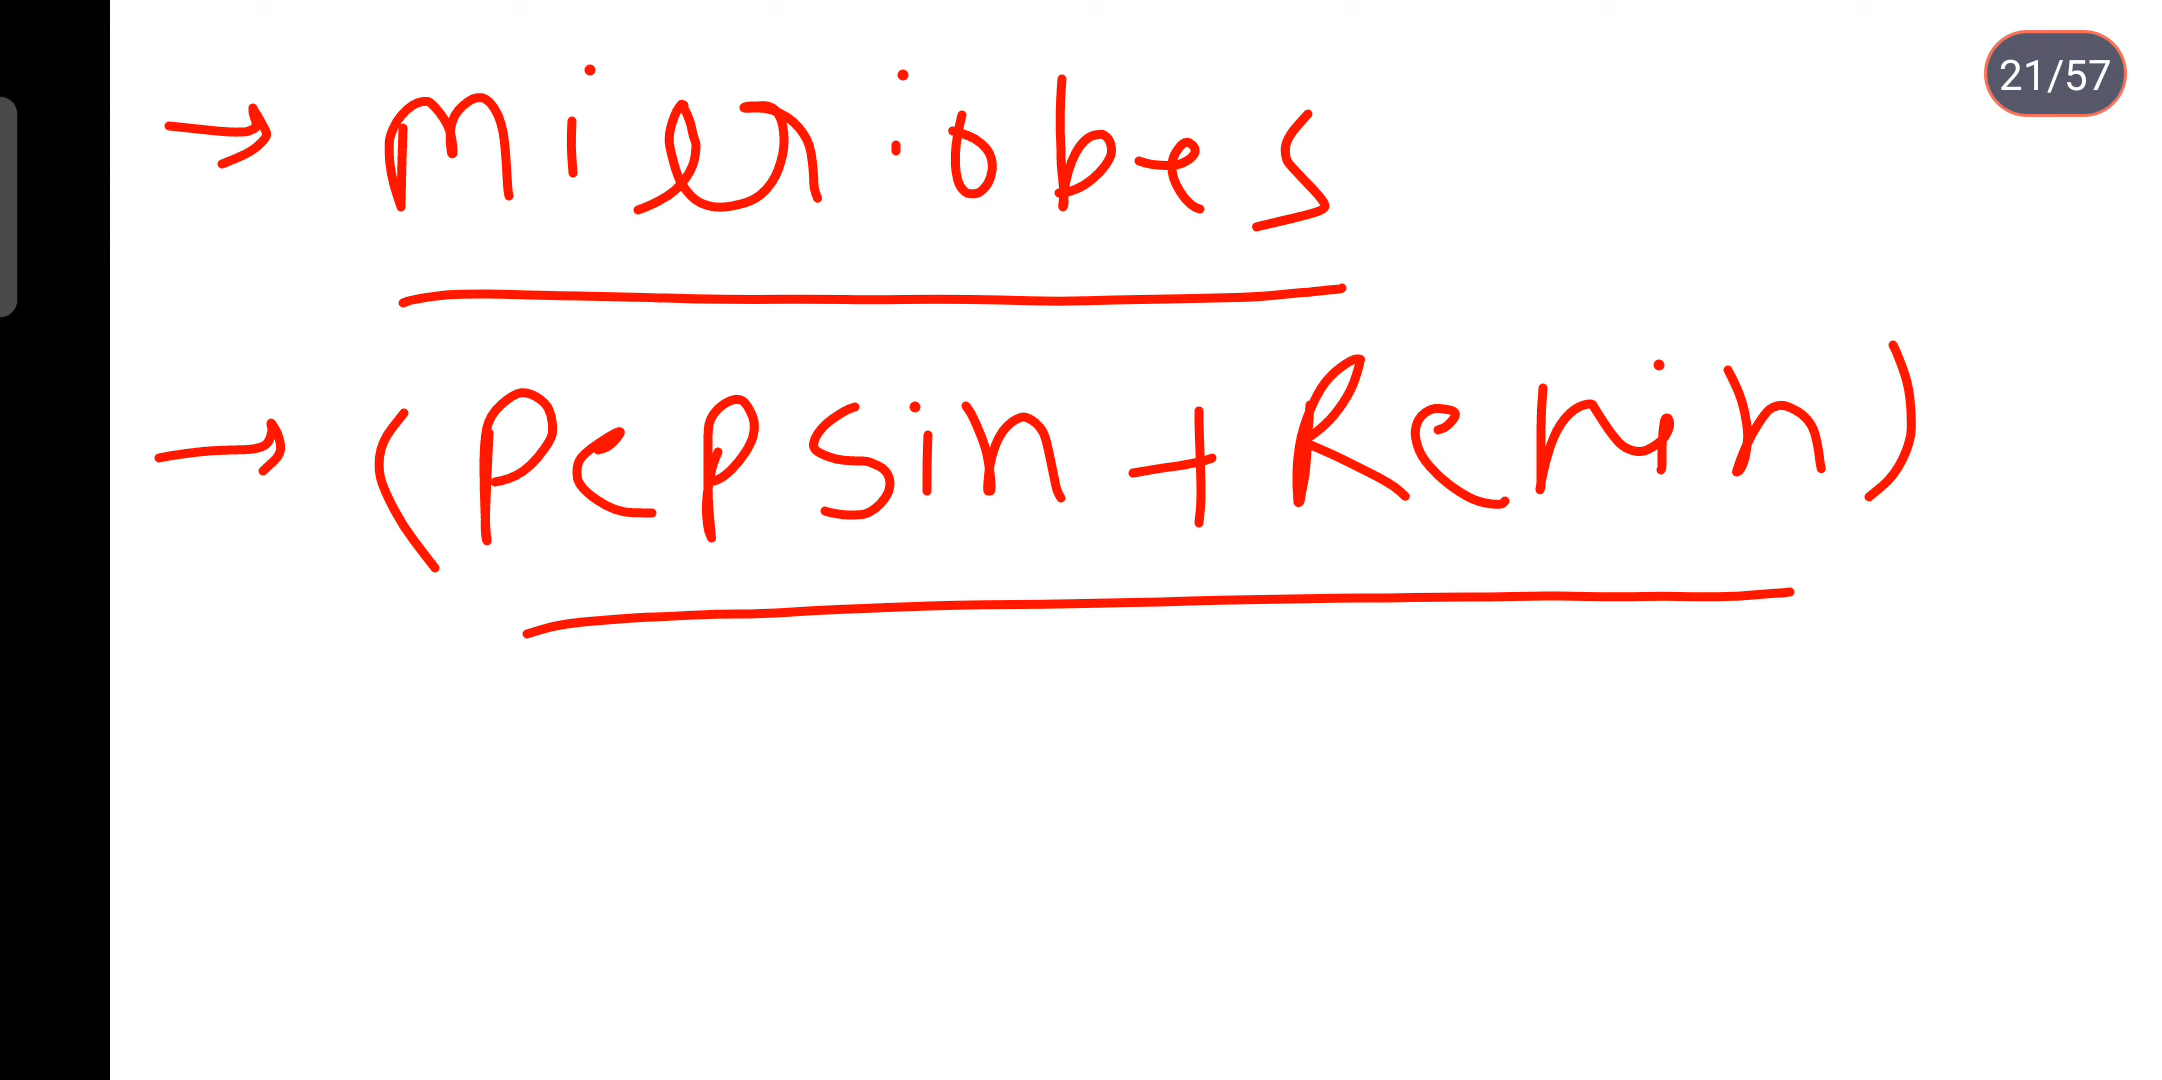 21/57
→ microbes
→ (Pepsin + Renin)